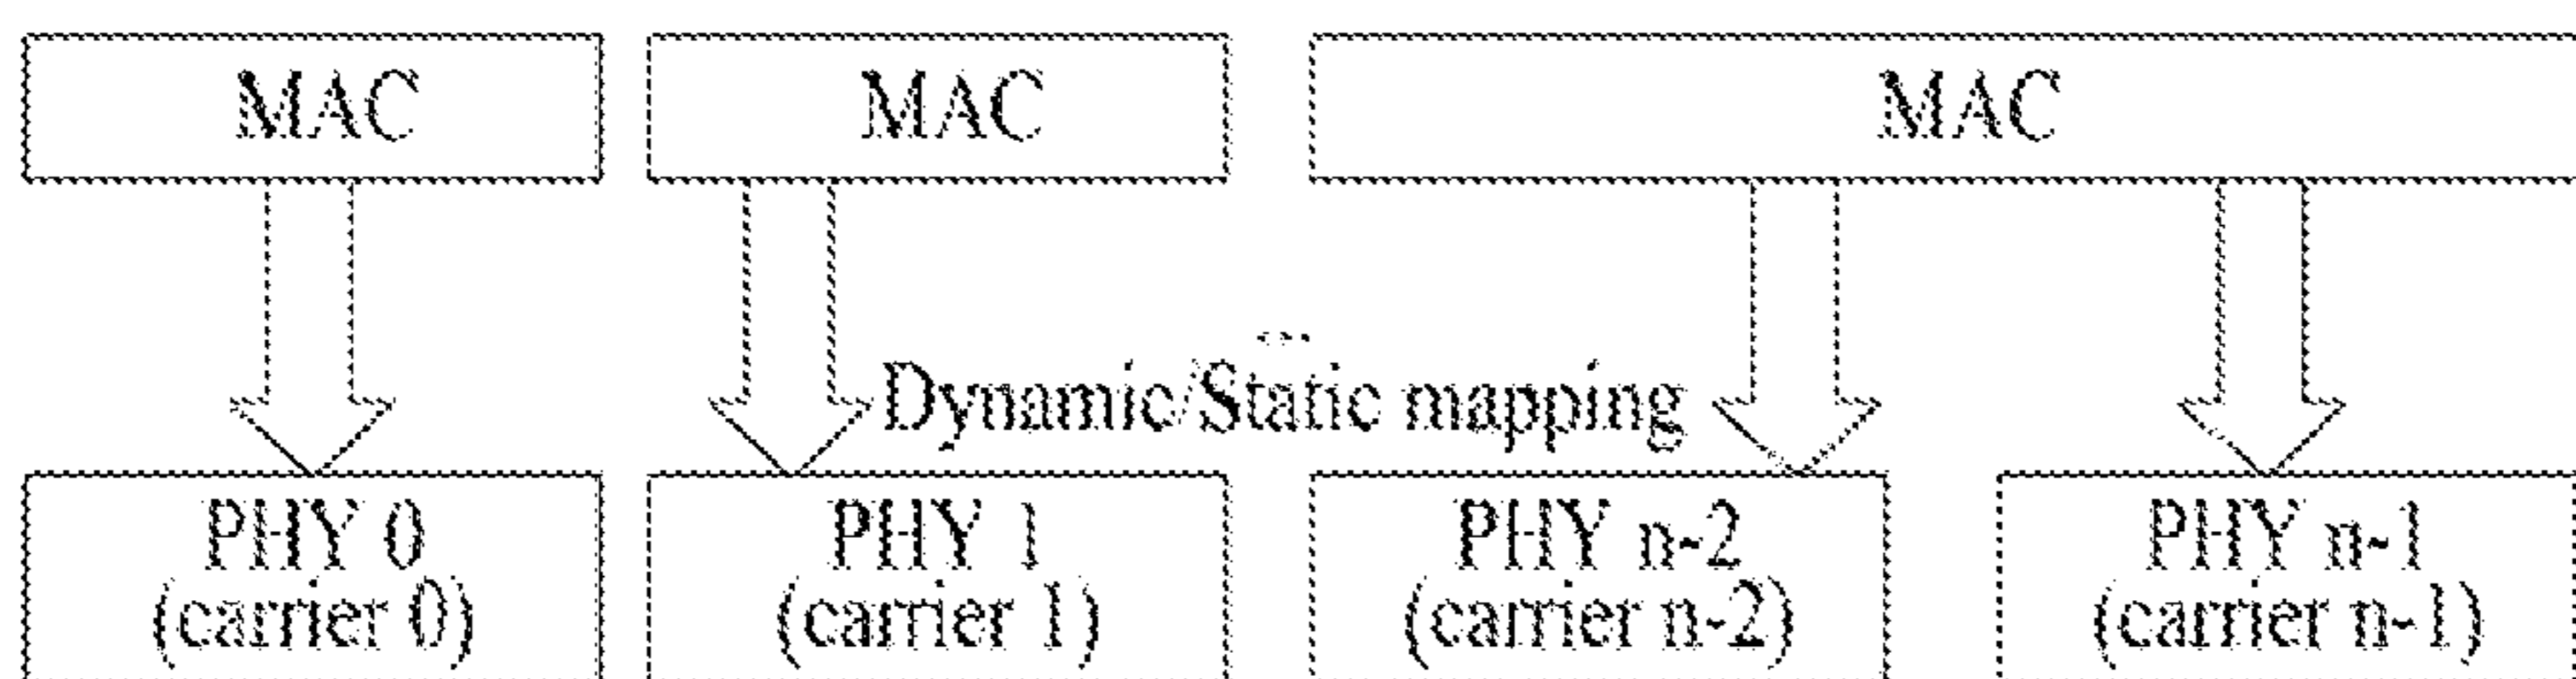 MAC
MAC
MAC
...
Dynamic/Static mapping
PHY 0
(carrier 0)
PHY 1
(carrier 1)
PHY n-2
(carrier n-2)
PHY n-1
(carrier n-1)